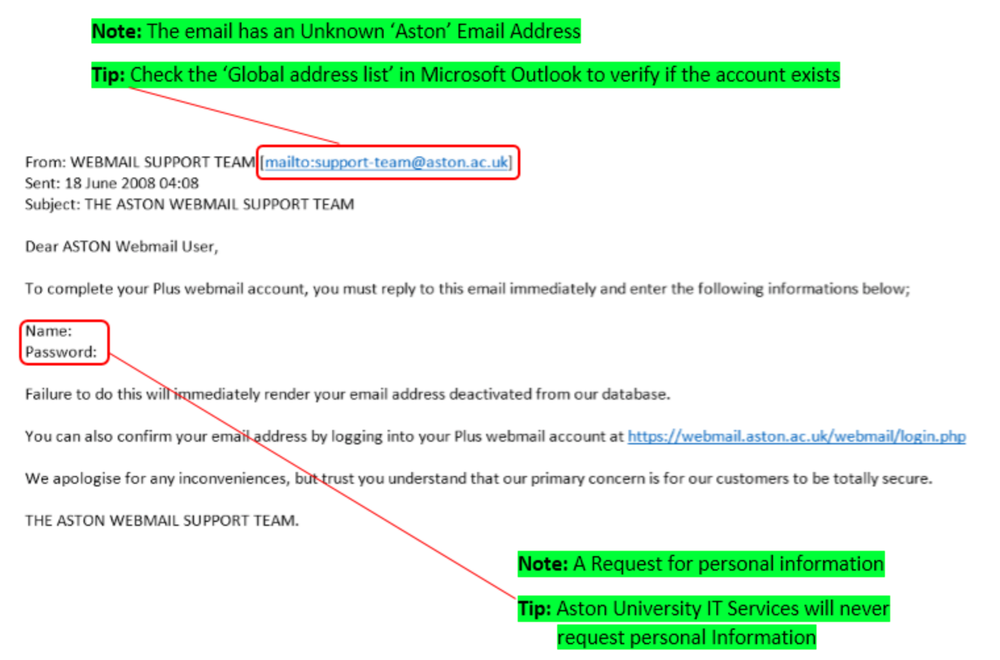 Note: The email has an Unknown ‘Aston’ Email Address
Tip: Check the ‘Global address list’ in Microsoft Outlook to verify if the account exists
From: WEBMAIL SUPPORT TEAM [mailto:support-team@aston.ac.uk]
Sent: 18 June 2008 04:08
Subject: THE ASTON WEBMAIL SUPPORT TEAM
Dear ASTON Webmail User,
To complete your Plus webmail account, you must reply to this email immediately and enter the following informations below;
Name:
Password:
Failure to do this will immediately render your email address deactivated from our database.
You can also confirm your email address by logging into your Plus webmail account at https://webmail.aston.ac.uk/webmail/login.php
We apologise for any inconveniences, but trust you understand that our primary concern is for our customers to be totally secure.
THE ASTON WEBMAIL SUPPORT TEAM.
Note: A Request for personal information
Tip: Aston University IT Services will never
request personal Information